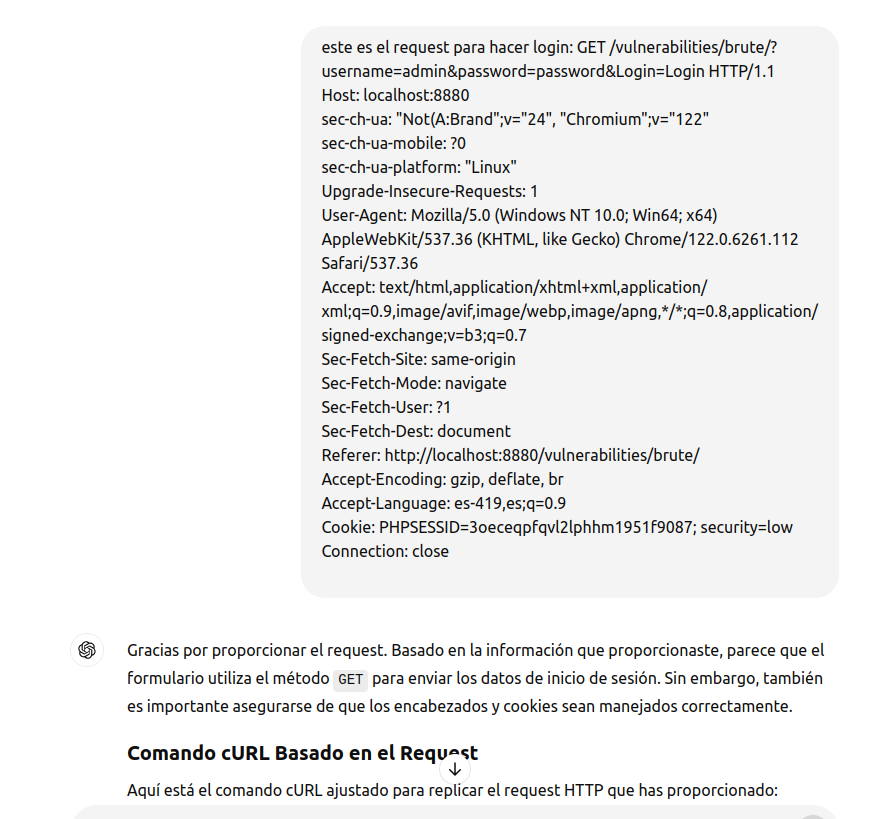 este es el request para hacer login: GET /vulnerabilities/brute/?
username=admin&password=password&Login=Login HTTP/1.1
Host: localhost:8880
sec-ch-ua: "Not(A:Brand";v="24", "Chromium";v="122"
sec-ch-ua-mobile: ?0
sec-ch-ua-platform: "Linux"
Upgrade-Insecure-Requests: 1
User-Agent: Mozilla/5.0 (Windows NT 10.0; Win64; x64)
AppleWebKit/537.36 (KHTML, like Gecko) Chrome/122.0.6261.112
Safari/537.36
Accept: text/html,application/xhtml+xml,application/
xml;q=0.9,image/avif,image/webp,image/apng,*/*;q=0.8,application/
signed-exchange;v=b3;q=0.7
Sec-Fetch-Site: same-origin
Sec-Fetch-Mode: navigate
Sec-Fetch-User: ?1
Sec-Fetch-Dest: document
Referer: http://localhost:8880/vulnerabilities/brute/
Accept-Encoding: gzip, deflate, br
Accept-Language: es-419,es;q=0.9
Cookie: PHPSESSID=3oeceqpfqvl2lphhm1951f9087; security=low
Connection: close
Gracias por proporcionar el request. Basado en la información que proporcionaste, parece que el
formulario utiliza el método GET para enviar los datos de inicio de sesión. Sin embargo, también
es importante asegurarse de que los encabezados y cookies sean manejados correctamente.
Comando cURL Basado en el Request
Aquí está el comando cURL ajustado para replicar el request HTTP que has proporcionado: